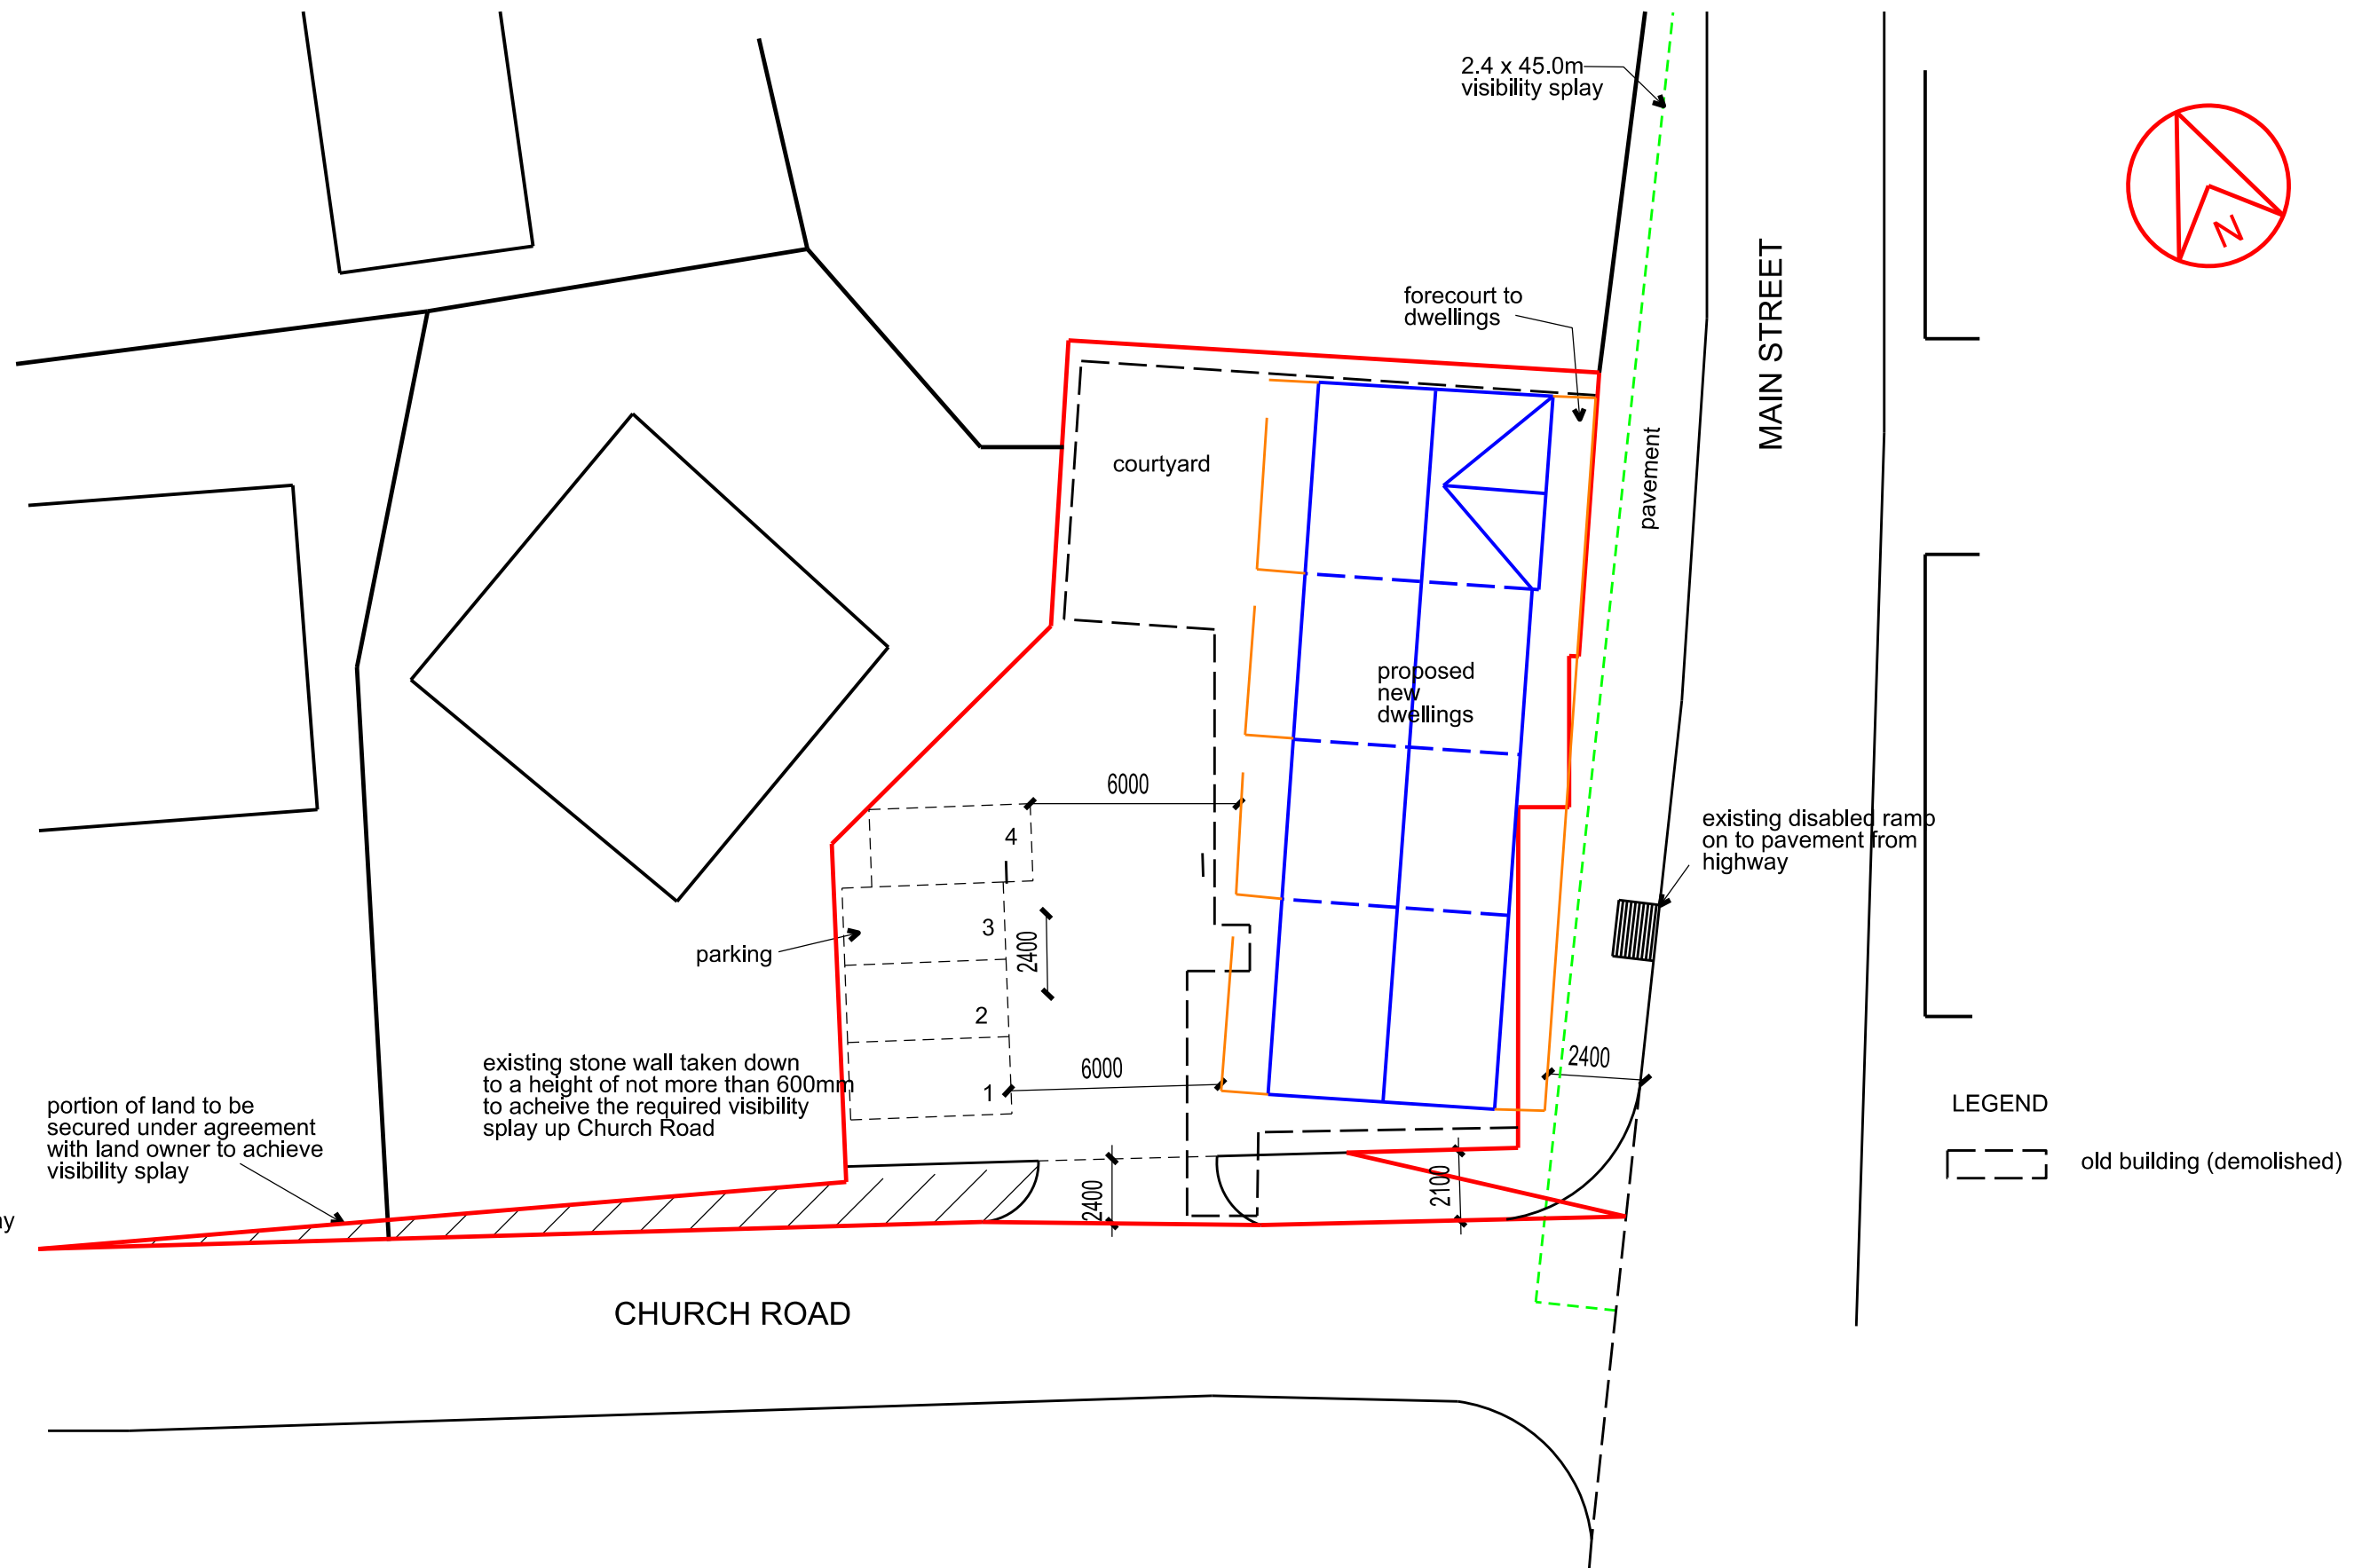 2.4 x 45.0m
visibility splay
N
MAIN STREET
forecourt to
dwellings
pavement
courtyard
proposed
new
dwellings
6000
4
existing disabled ramp
on to pavement from
highway
3
2400
parking
2
1
6000
2400
existing stone wall taken down
to a height of not more than 600mm
to acheive the required visibility
splay up Church Road
portion of land to be
secured under agreement
with land owner to achieve
visibility splay
LEGEND
old building (demolished)
2400
2100
CHURCH ROAD